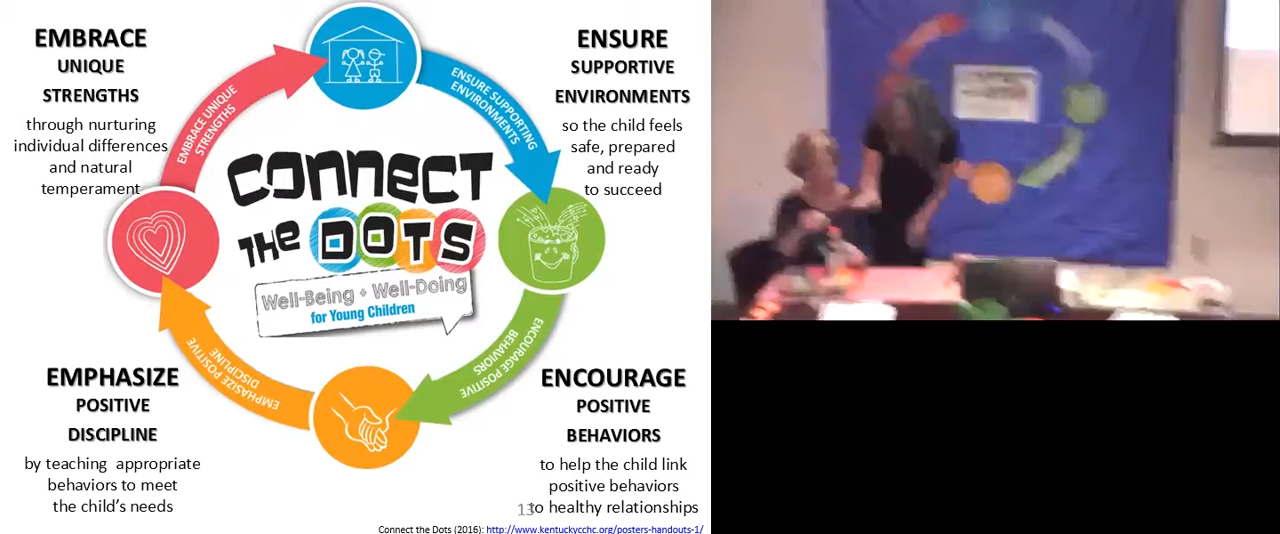 EMBRACE
UNIQUE
STRENGTHS
through nurturing
individual differences
and natural
temperament
ENSURE
SUPPORTIVE
ENVIRONMENTS
so the child feels
safe, prepared
and ready
to succeed
EMBRACE UNIQUE
STRENGTHS
ENSURE SUPPORTING
ENVIRONMENTS
CONNECT
THE DOTS
Well-Being + Well-Doing
for Young Children
EMPHASIZE POSITIVE
DISCIPLINE
ENCOURAGE POSITIVE
BEHAVIORS
EMPHASIZE
POSITIVE
DISCIPLINE
by teaching appropriate
behaviors to meet
the child's needs
ENCOURAGE
POSITIVE
BEHAVIORS
to help the child link
positive behaviors
to healthy relationships
13
Connect the Dots (2016): http://www.kentuckycchc.org/posters-handouts-1/